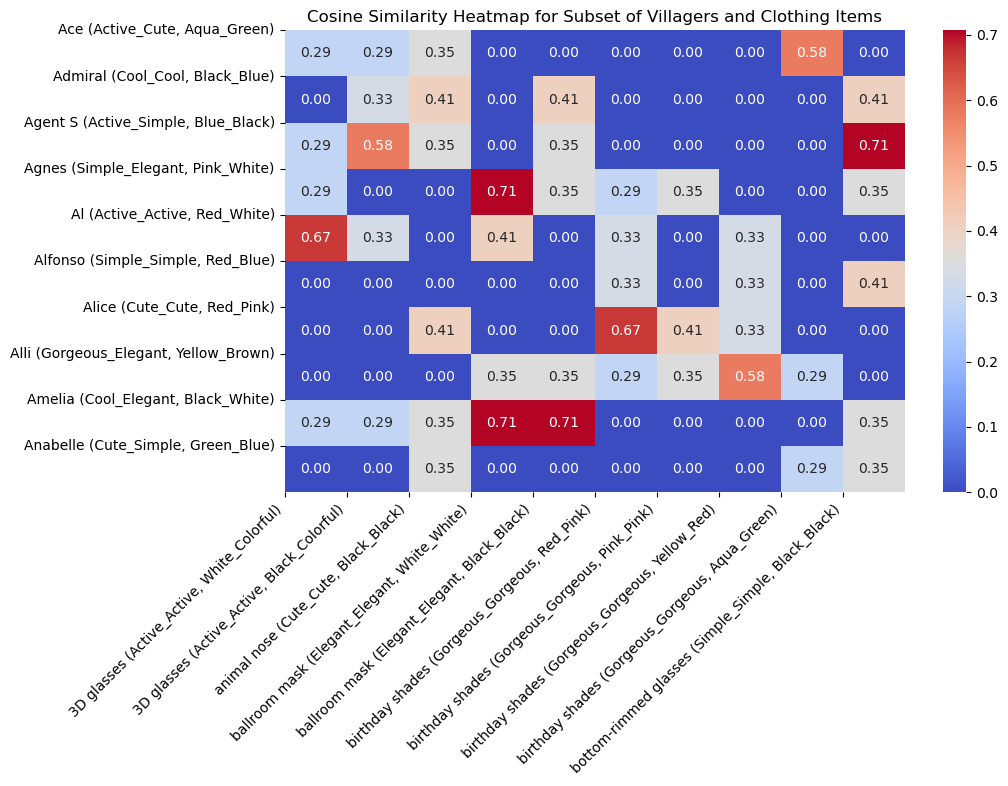 Cosine Similarity Heatmap for Subset of Villagers and Clothing Items
Ace (Active_Cute, Aqua_Green)
0.29 0.29 0.35 0.00 0.00 0.00 0.00 0.00 0.58 0.00
Admiral (Cool_Cool, Black_Blue)
0.00 0.33 0.41 0.00 0.41 0.00 0.00 0.00 0.00 0.41
Agent S (Active_Simple, Blue_Black)
0.29 0.58 0.35 0.00 0.35 0.00 0.00 0.00 0.00 0.71
Agnes (Simple_Elegant, Pink_White)
0.29 0.00 0.00 0.71 0.35 0.29 0.35 0.00 0.00 0.35
Al (Active_Active, Red_White)
0.67 0.33 0.00 0.41 0.00 0.33 0.00 0.33 0.00 0.00
Alfonso (Simple_Simple, Red_Blue)
0.00 0.00 0.00 0.00 0.00 0.33 0.00 0.33 0.00 0.41
Alice (Cute_Cute, Red_Pink)
0.00 0.00 0.41 0.00 0.00 0.67 0.41 0.33 0.00 0.00
Alli (Gorgeous_Elegant, Yellow_Brown)
0.00 0.00 0.00 0.35 0.35 0.29 0.35 0.58 0.29 0.00
Amelia (Cool_Elegant, Black_White)
0.29 0.29 0.35 0.71 0.71 0.00 0.00 0.00 0.00 0.35
Anabelle (Cute_Simple, Green_Blue)
0.00 0.00 0.35 0.00 0.00 0.00 0.00 0.00 0.29 0.35
3D glasses (Active_Active, White_Colorful)
3D glasses (Active_Active, Black_Colorful)
animal nose (Cute_Cute, Black_Black)
ballroom mask (Elegant_Elegant, White_White)
ballroom mask (Elegant_Elegant, Black_Black)
birthday shades (Gorgeous_Gorgeous, Red_Pink)
birthday shades (Gorgeous_Gorgeous, Pink_Pink)
birthday shades (Gorgeous_Gorgeous, Yellow_Red)
birthday shades (Gorgeous_Gorgeous, Aqua_Green)
bottom-rimmed glasses (Simple_Simple, Black_Black)
0.7
0.6
0.5
0.4
0.3
0.2
0.1
0.0